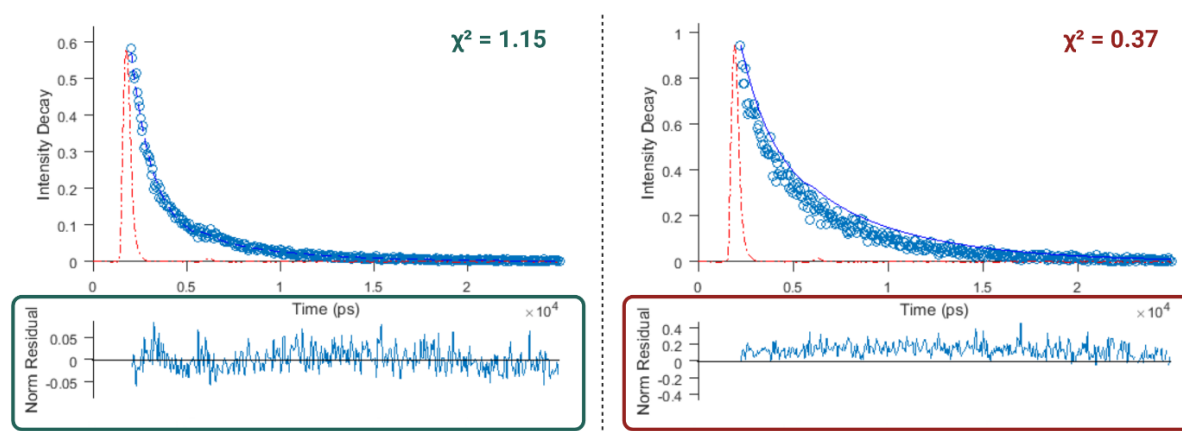 χ² = 1.15
0.6
0.5
0.4
0.3
0.2
0.1
0
Intensity Decay
0 0.5 1 1.5 2
Time (ps)
×10⁴
0.05
0
-0.05
Norm Residual
χ² = 0.37
1
0.8
0.6
0.4
0.2
0
Intensity Decay
0 0.5 1 1.5 2
Time (ps)
×10⁴
0.4
0.2
0
-0.2
-0.4
Norm Residual